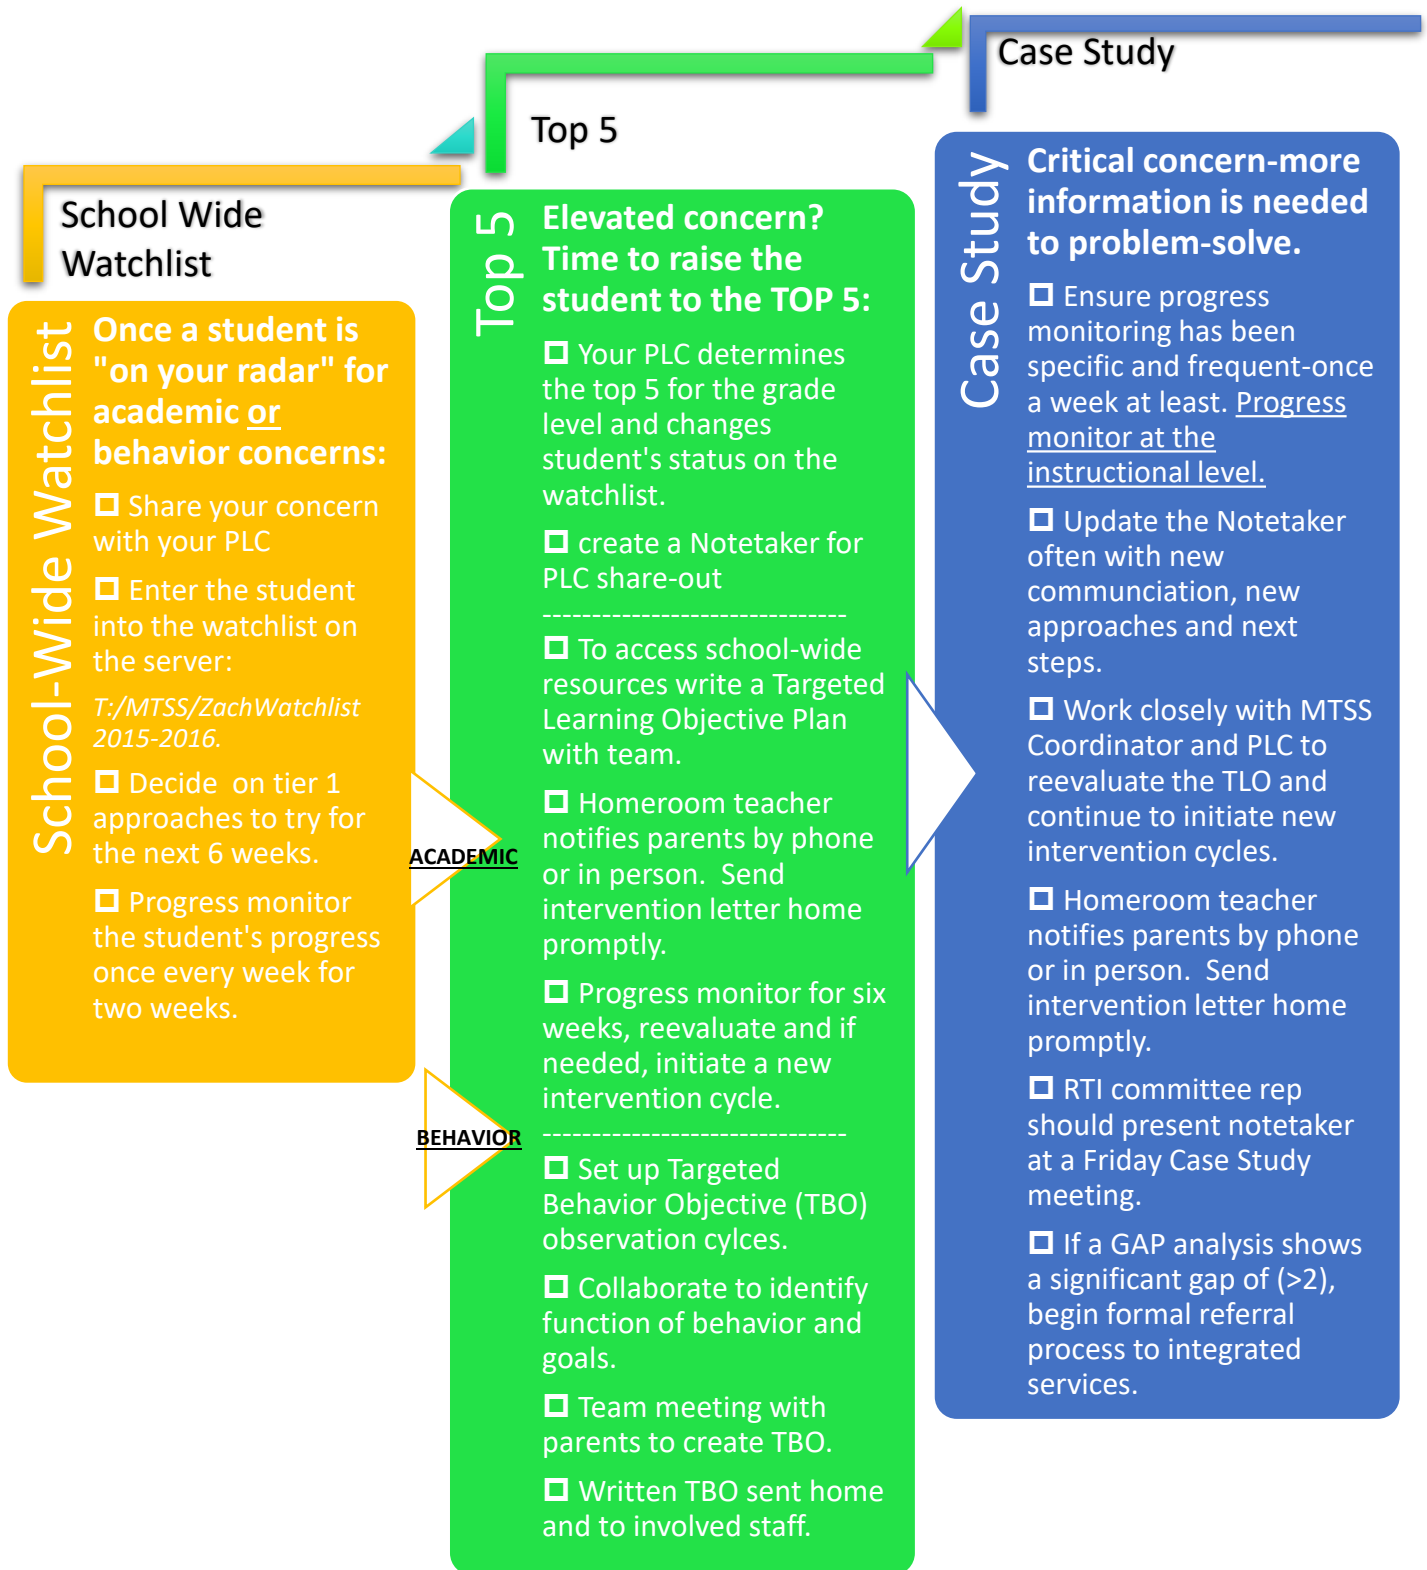 School Wide
Watchlist
Top 5
Case Study
School-Wide Watchlist
Once a student is
"on your radar" for
academic or
behavior concerns:
Share your concern
with your PLC
Enter the student
into the watchlist on
the server:
T:/MTSS/ZachWatchlist
2015-2016.
Decide  on tier 1
approaches to try for
the next 6 weeks.
Progress monitor
the student's progress
once every week for
two weeks.
ACADEMIC
BEHAVIOR
Top 5
Elevated concern?
Time to raise the
student to the TOP 5:
Your PLC determines
the top 5 for the grade
level and changes
student's status on the
watchlist.
create a Notetaker for
PLC share-out
-------------------------------
To access school-wide
resources write a Targeted
Learning Objective Plan
with team.
Homeroom teacher
notifies parents by phone
or in person.  Send
intervention letter home
promptly.
Progress monitor for six
weeks, reevaluate and if
needed, initiate a new
intervention cycle.
-------------------------------
Set up Targeted
Behavior Objective (TBO)
observation cylces.
Collaborate to identify
function of behavior and
goals.
Team meeting with
parents to create TBO.
Written TBO sent home
and to involved staff.
Case Study
Critical concern-more
information is needed
to problem-solve.
Ensure progress
monitoring has been
specific and frequent-once
a week at least. Progress
monitor at the
instructional level.
Update the Notetaker
often with new
communciation, new
approaches and next
steps.
Work closely with MTSS
Coordinator and PLC to
reevaluate the TLO and
continue to initiate new
intervention cycles.
Homeroom teacher
notifies parents by phone
or in person.  Send
intervention letter home
promptly.
RTI committee rep
should present notetaker
at a Friday Case Study
meeting.
If a GAP analysis shows
a significant gap of (>2),
begin formal referral
process to integrated
services.